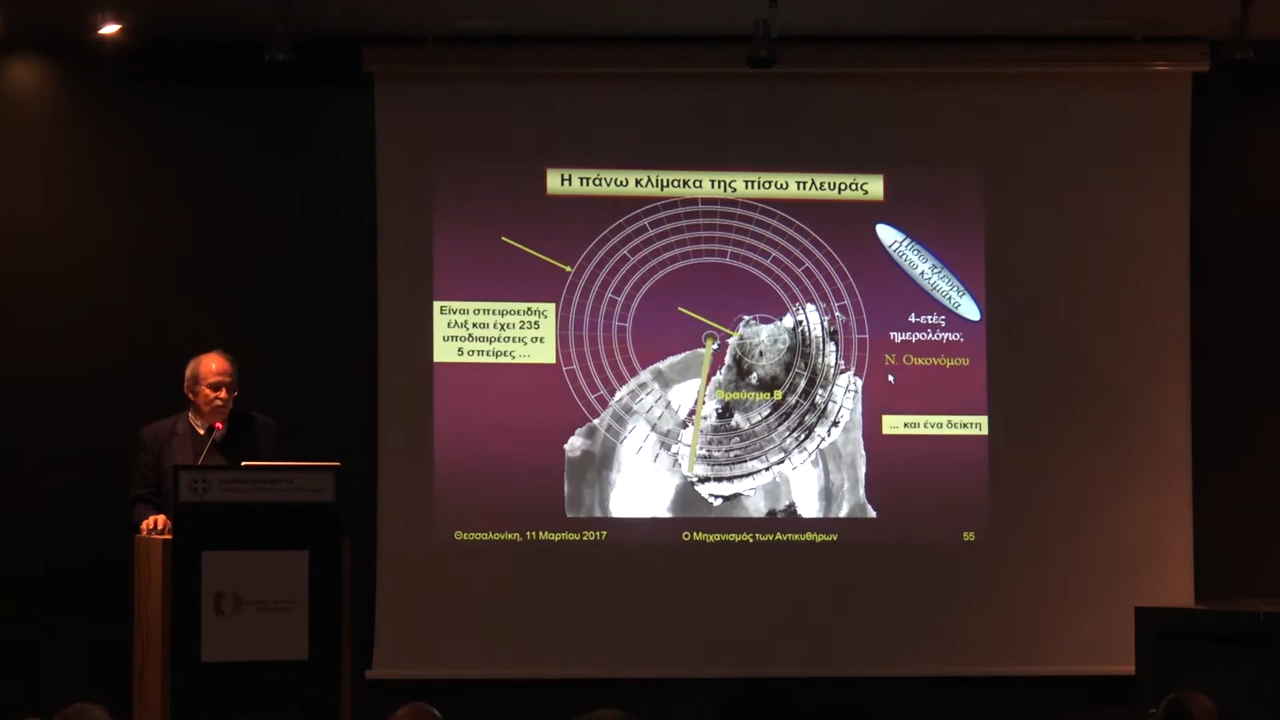 Η πάνω κλίμακα της πίσω πλευράς
Πίσω πλευρά
Πάνω κλίμακα
Είναι σπειροειδής
έλιξ και έχει 235
υποδιαιρέσεις σε
5 σπείρες ...
4-ετές
ημερολόγιο;
Ν. Οικονόμου
Θραύσμα Β
... και ένα δείκτη
Θεσσαλονίκη, 11 Μαρτίου 2017
Ο Μηχανισμός των Αντικυθήρων
55